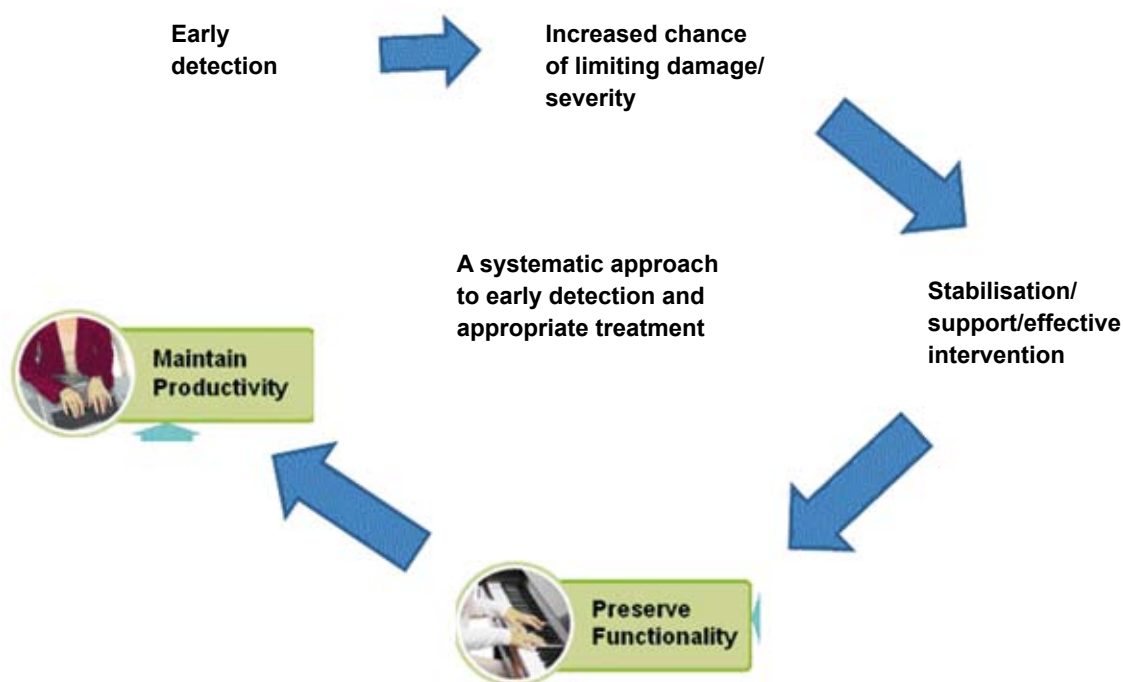 Early
detection
Increased chance
of limiting damage/
severity
A systematic approach
to early detection and
appropriate treatment
Stabilisation/
support/effective
intervention
Maintain
Productivity
Preserve
Functionality